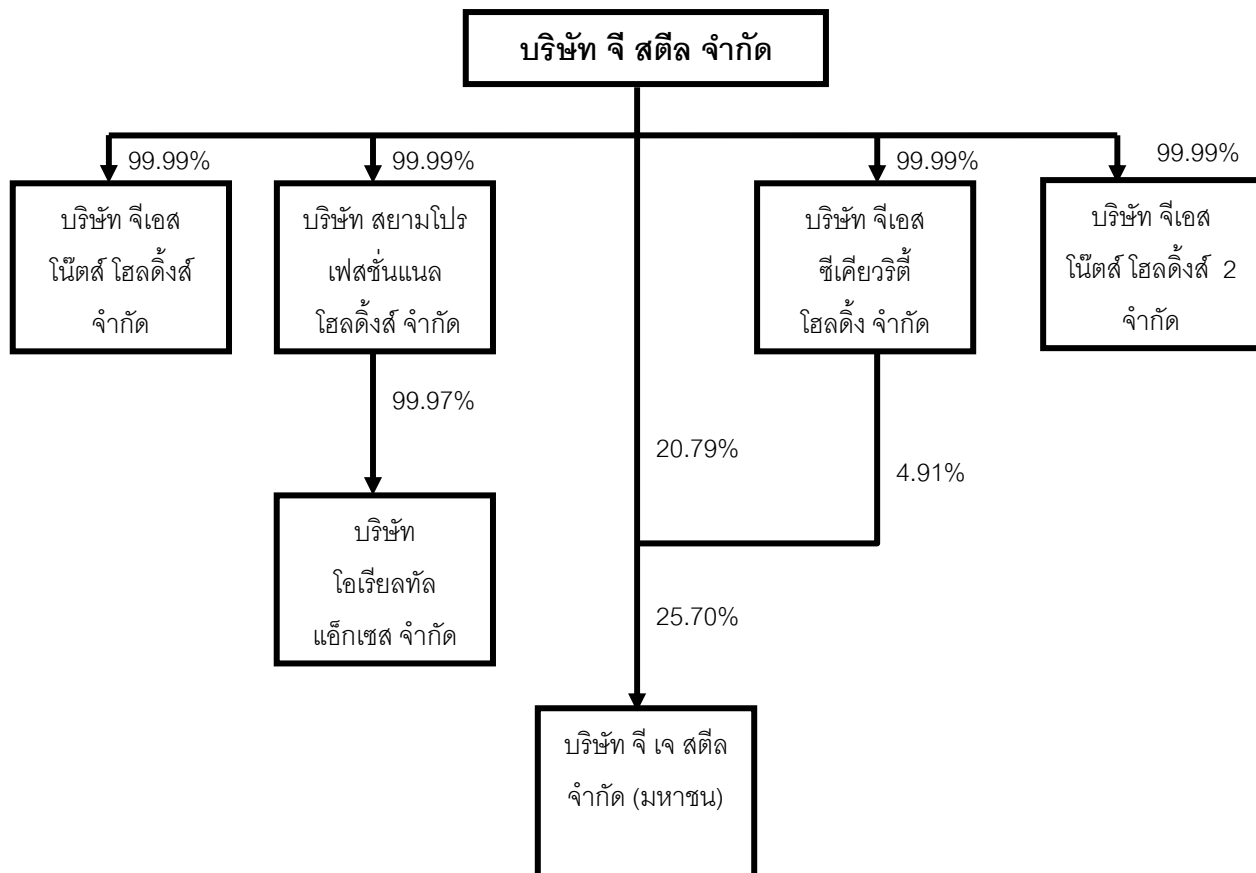 บริษัท จี สตีล จำกัด
99.99%
99.99%
99.99%
99.99%
บริษัท จีเอส
โน๊ตส์ โฮลดิ้งส์
จำกัด
บริษัท สยามโปร
เฟสชั่นแนล
โฮลดิ้งส์ จำกัด
บริษัท จีเอส
ซีเคียวริตี้
โฮลดิ้ง จำกัด
บริษัท จีเอส
โน๊ตส์ โฮลดิ้งส์ 2
จำกัด
99.97%
20.79%
4.91%
บริษัท
โอเรียลทัล
แอ็กเซส จำกัด
25.70%
บริษัท จี เจ สตีล
จำกัด (มหาชน)